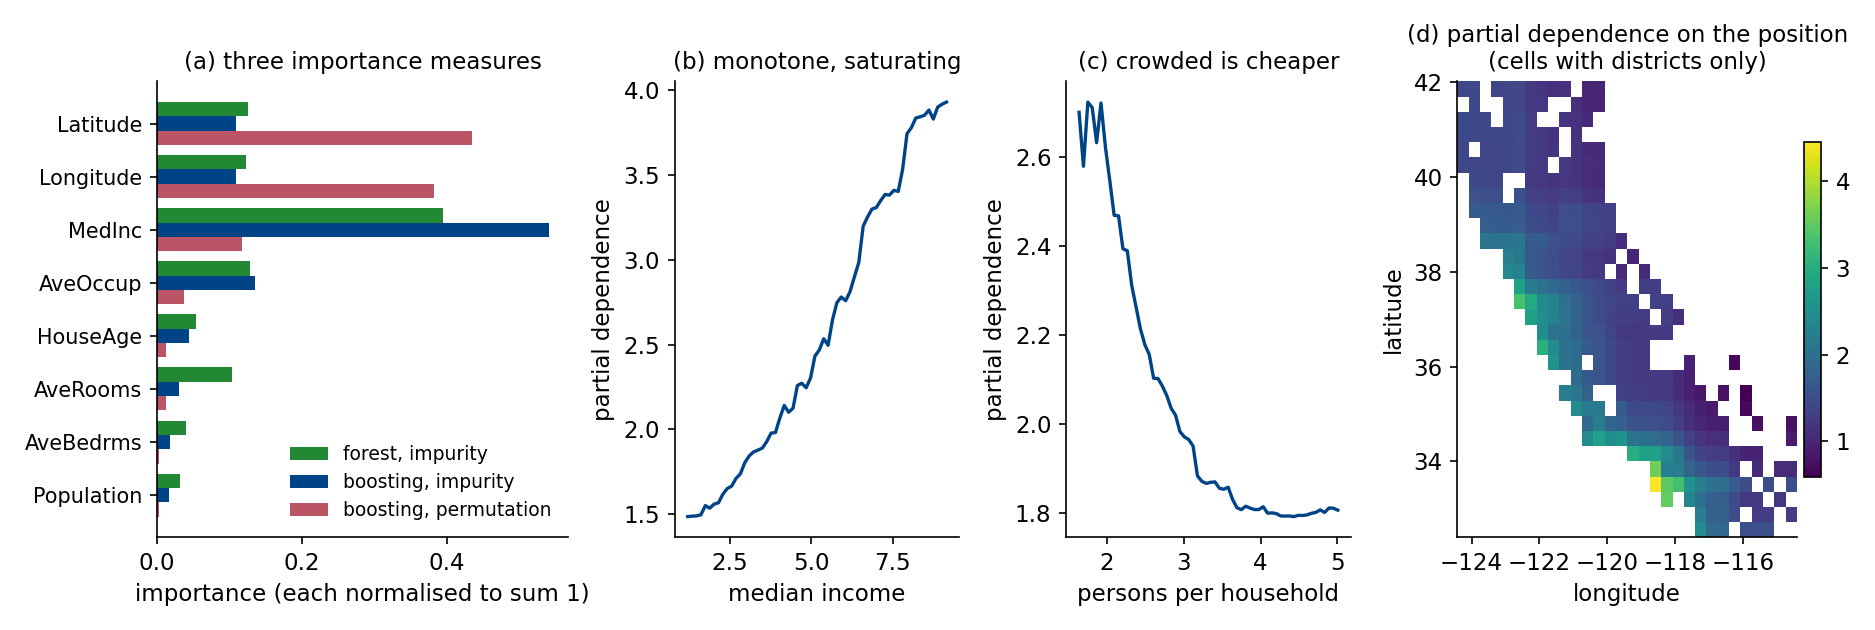 (a) three importance measures
Latitude
Longitude
MedInc
AveOccup
HouseAge
AveRooms
AveBedrms
Population
forest, impurity
boosting, impurity
boosting, permutation
0.0 0.2 0.4
importance (each normalised to sum 1)
(b) monotone, saturating
partial dependence
4.0
3.5
3.0
2.5
2.0
1.5
2.5 5.0 7.5
median income
(c) crowded is cheaper
partial dependence
2.6
2.4
2.2
2.0
1.8
2 3 4 5
persons per household
(d) partial dependence on the position
(cells with districts only)
latitude
42
40
38
36
34
−124 −122 −120 −118 −116
longitude
4
3
2
1